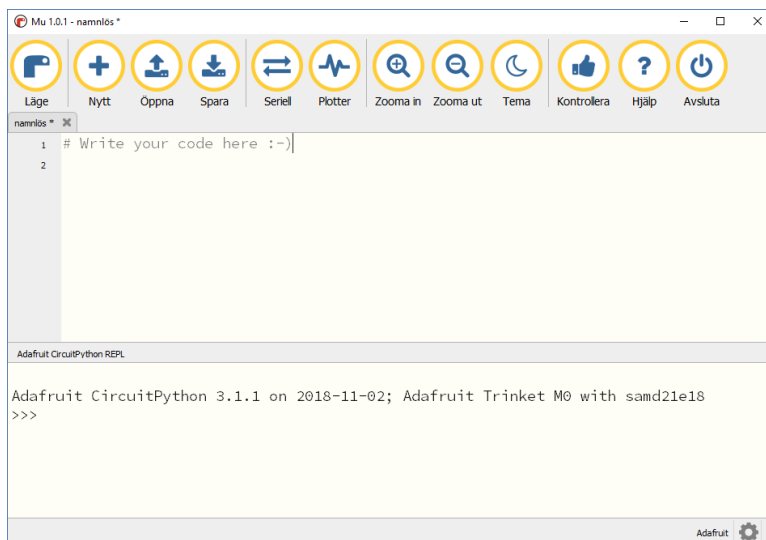 Mu 1.0.1 - namnlös *
Läge Nytt Öppna Spara Seriell Plotter Zooma in Zooma ut Tema Kontrollera Hjälp Avsluta
namnlös *
1 # Write your code here :-)
2
Adafruit CircuitPython REPL
Adafruit CircuitPython 3.1.1 on 2018-11-02; Adafruit Trinket M0 with samd21e18
>>>
Adafruit